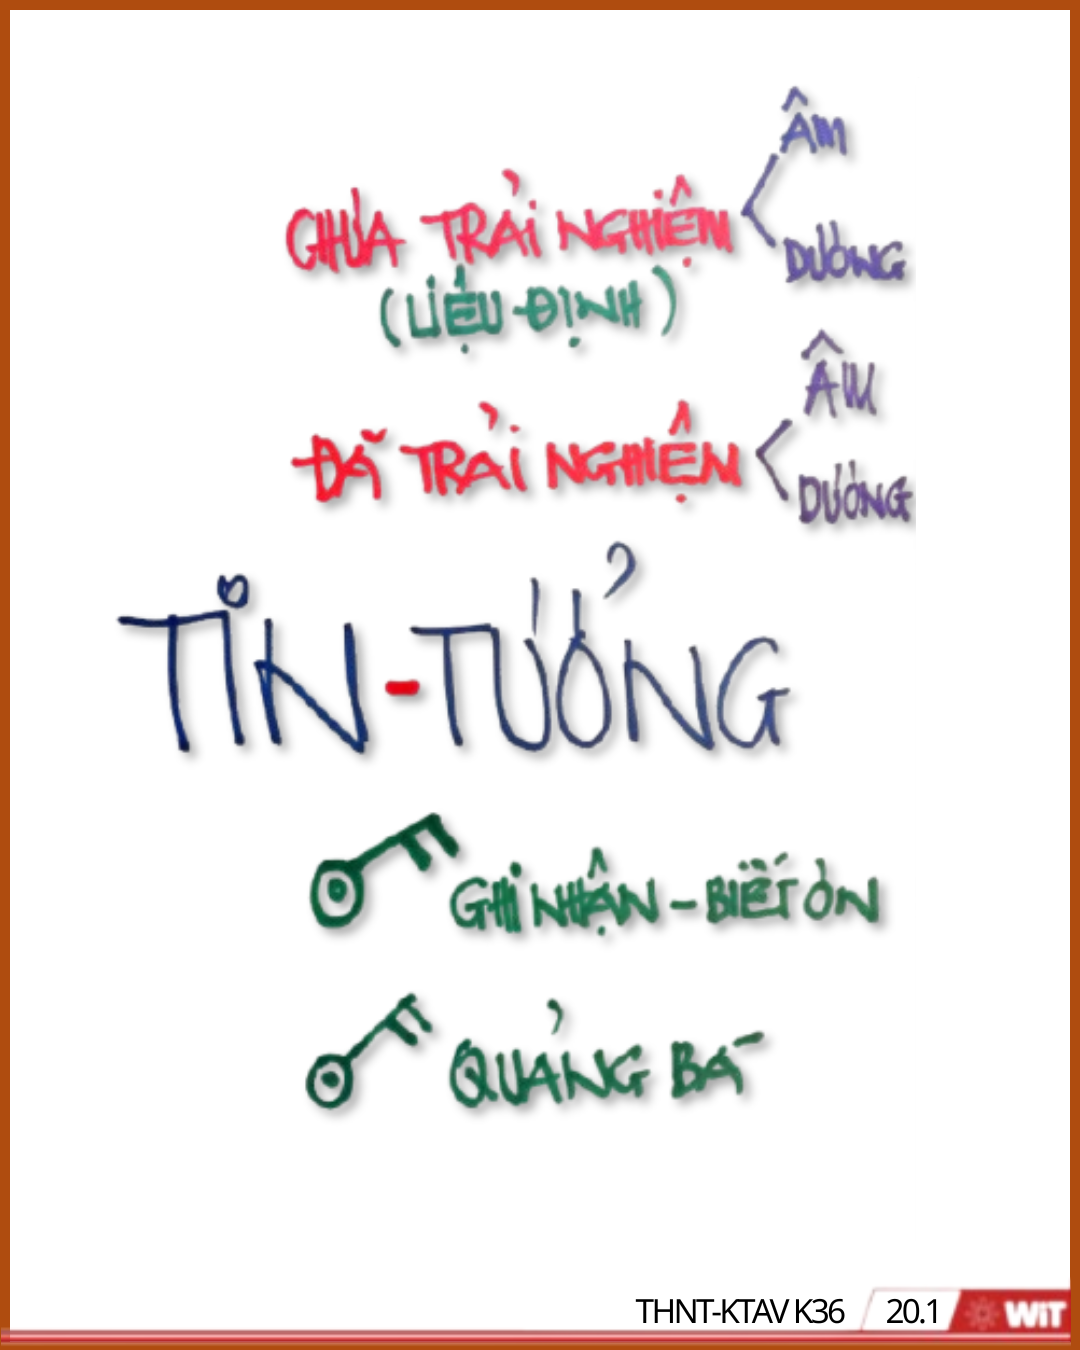 ÂM
CHƯA TRẢI NGHIỆM
DƯƠNG
(LIỆU-ĐỊNH)
ÂM
ĐÃ TRẢI NGHIỆM
DƯƠNG
TIN-TƯỞNG
GHI NHẬN - BIẾT ƠN
QUẢNG BÁ
THNT-KTAV K36 20.1 WiT